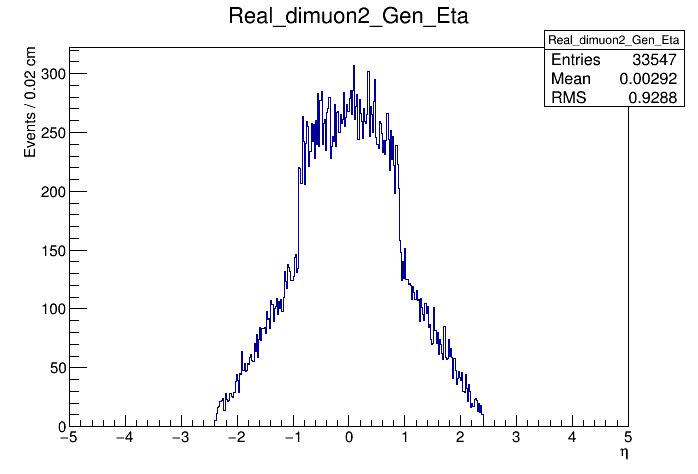 Real_dimuon2_Gen_Eta
Real_dimuon2_Gen_Eta
Entries 33547
Mean 0.00292
RMS 0.9288
Events / 0.02 cm
300
250
200
150
100
50
0
−5 −4 −3 −2 −1 0 1 2 3 4 5
η